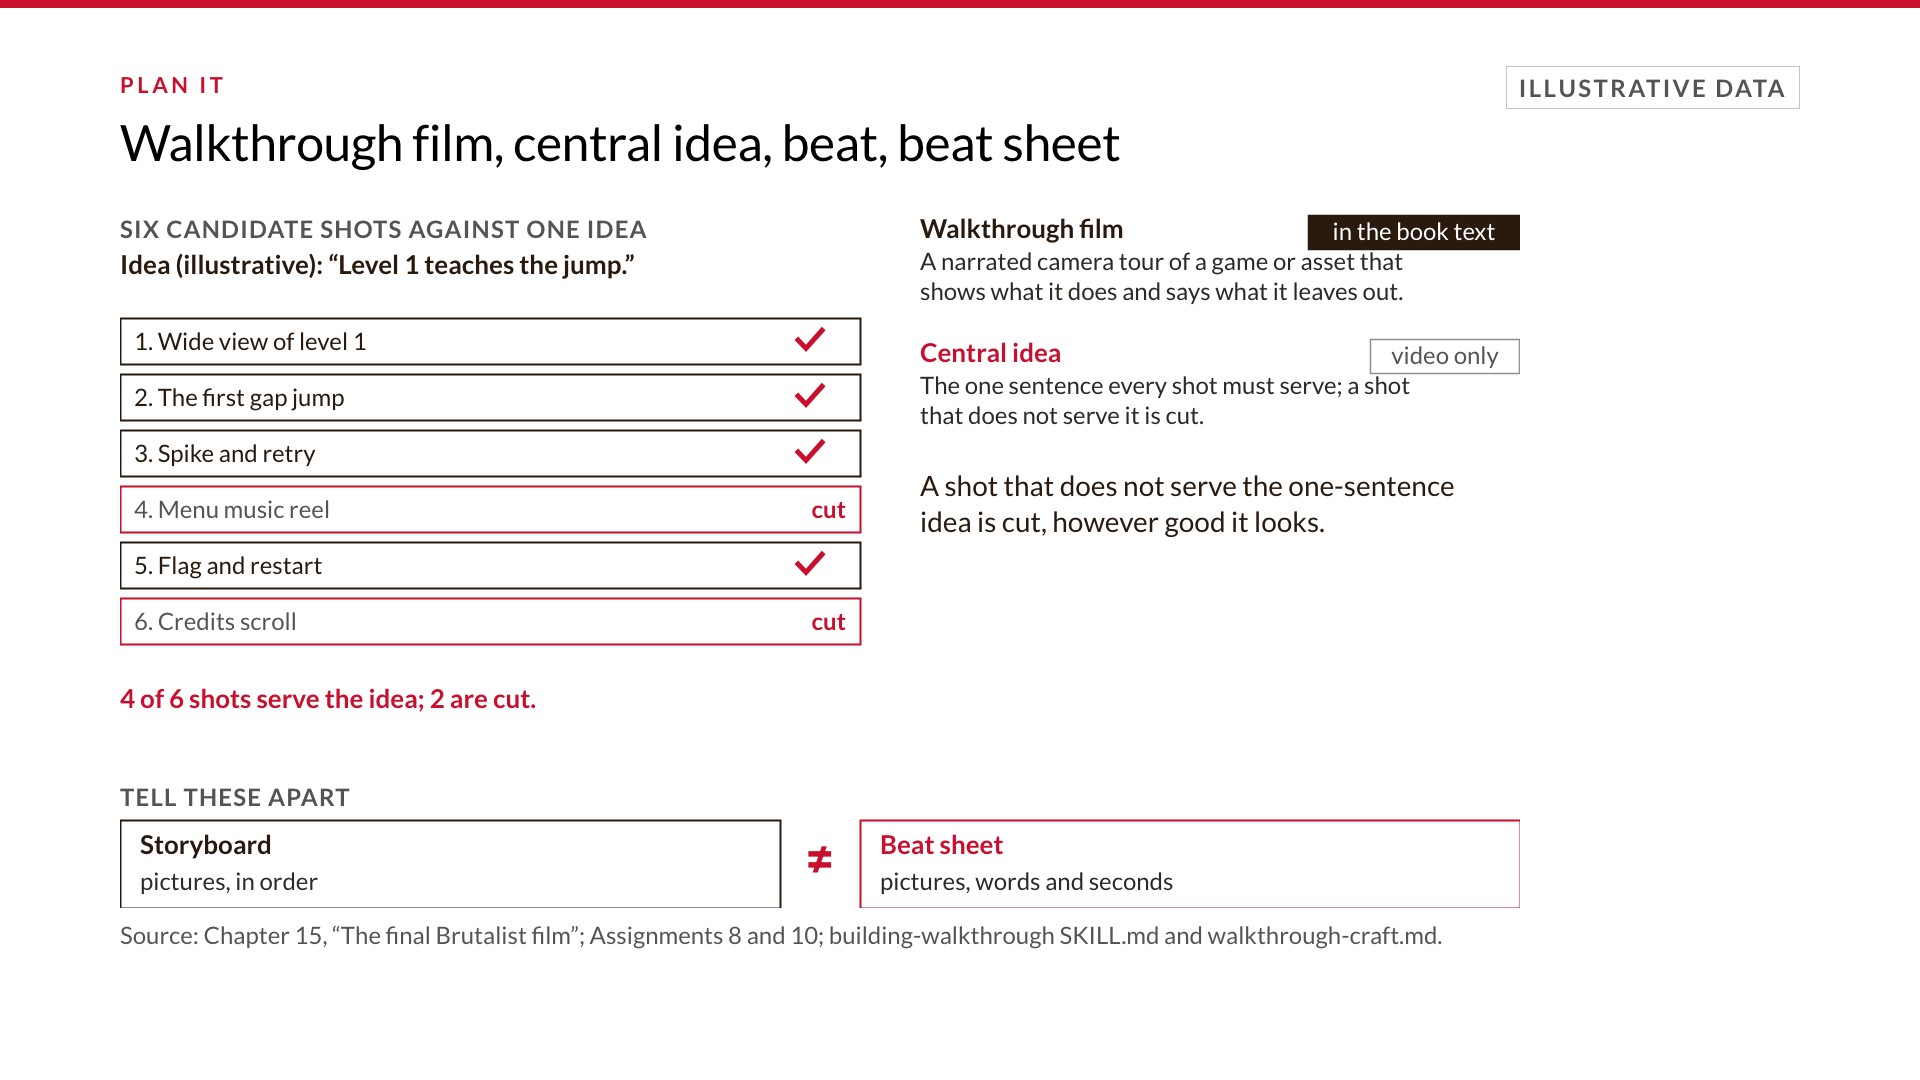 PLAN IT
ILLUSTRATIVE DATA
Walkthrough film, central idea, beat, beat sheet
SIX CANDIDATE SHOTS AGAINST ONE IDEA
Idea (illustrative): “Level 1 teaches the jump.”
1. Wide view of level 1
2. The first gap jump
3. Spike and retry
4. Menu music reel cut
5. Flag and restart
6. Credits scroll cut
4 of 6 shots serve the idea; 2 are cut.
Walkthrough film in the book text
A narrated camera tour of a game or asset that
shows what it does and says what it leaves out.
Central idea video only
The one sentence every shot must serve; a shot
that does not serve it is cut.
A shot that does not serve the one-sentence
idea is cut, however good it looks.
TELL THESE APART
Storyboard
pictures, in order
≠
Beat sheet
pictures, words and seconds
Source: Chapter 15, “The final Brutalist film”; Assignments 8 and 10; building-walkthrough SKILL.md and walkthrough-craft.md.